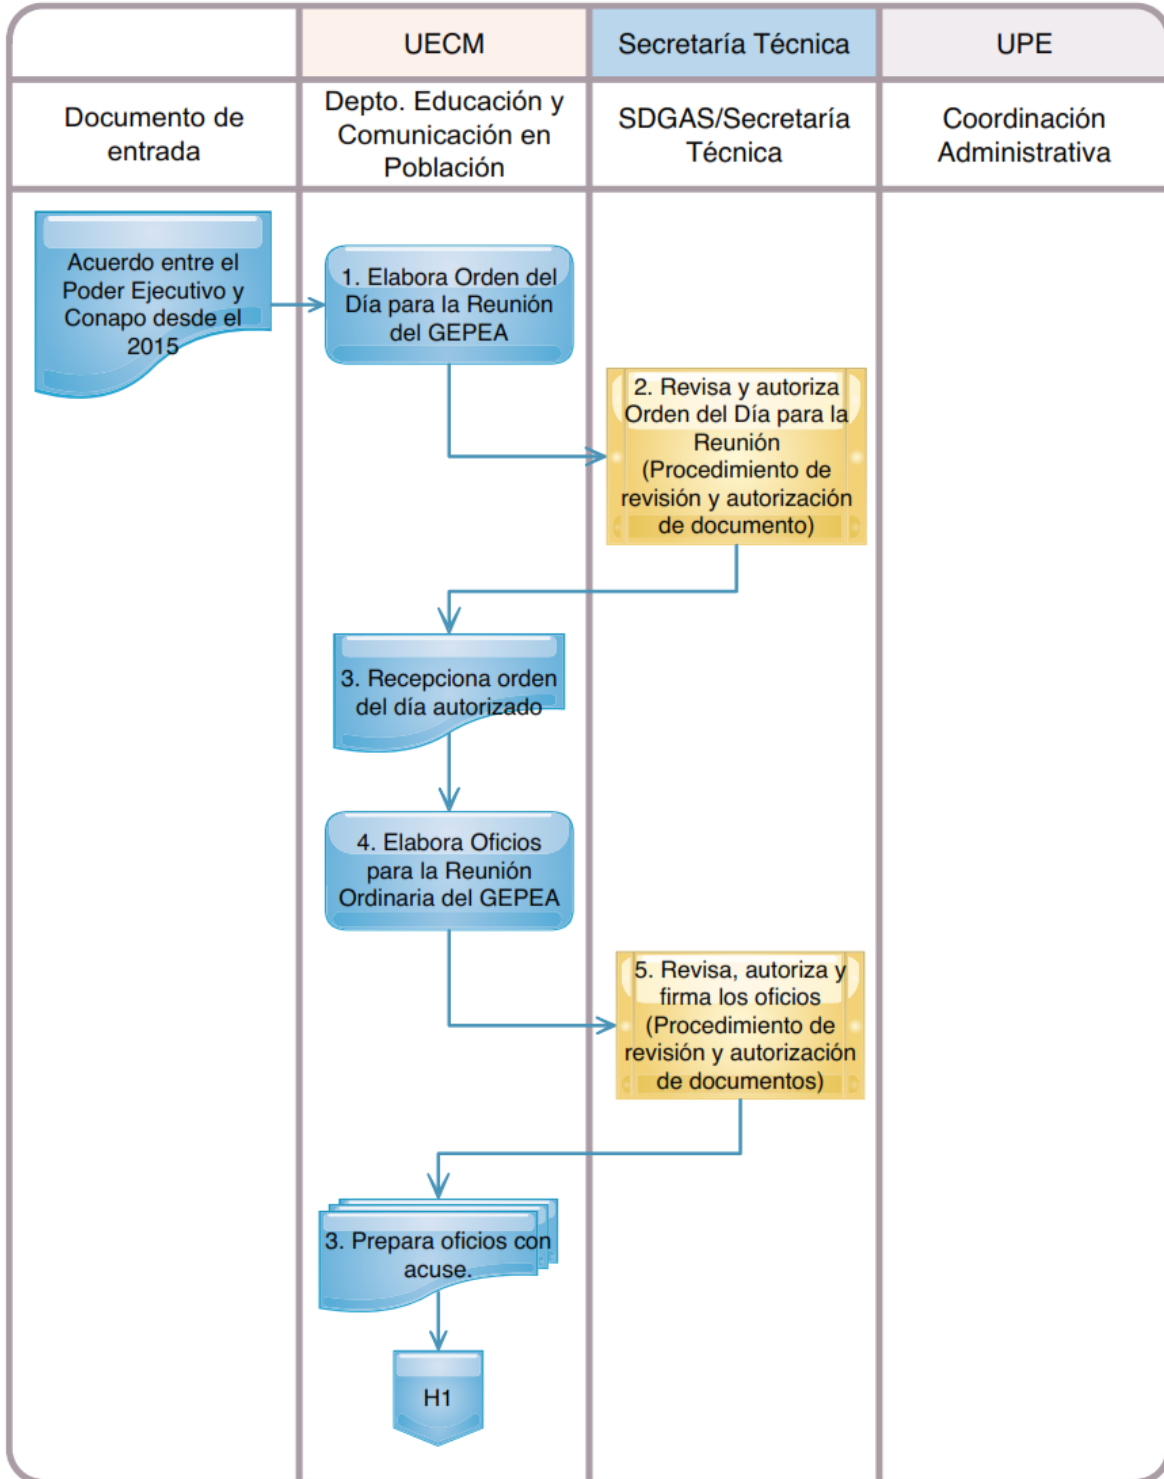 UECM
Secretaría Técnica
UPE
Documento de
entrada
Depto. Educación y
Comunicación en
Población
SDGAS/Secretaría
Técnica
Coordinación
Administrativa
Acuerdo entre el
Poder Ejecutivo y
Conapo desde el
2015
1. Elabora Orden del
Día para la Reunión
del GEPEA
2. Revisa y autoriza
Orden del Día para la
Reunión
(Procedimiento de
revisión y autorización
de documento)
3. Recepciona orden
del día autorizado
4. Elabora Oficios
para la Reunión
Ordinaria del GEPEA
5. Revisa, autoriza y
firma los oficios
(Procedimiento de
revisión y autorización
de documentos)
3. Prepara oficios con
acuse.
H1